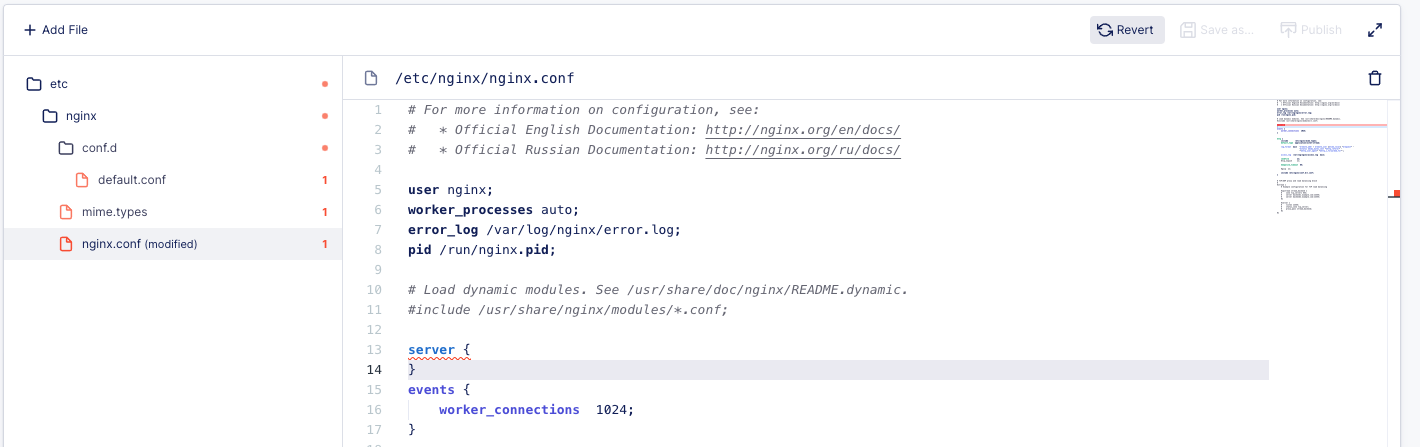 Add File
Revert
Save as...
Publish
etc
nginx
conf.d
default.conf 1
mime.types 1
nginx.conf (modified) 1
/etc/nginx/nginx.conf
1 # For more information on configuration, see:
2 #   * Official English Documentation: http://nginx.org/en/docs/
3 #   * Official Russian Documentation: http://nginx.org/ru/docs/
4
5 user nginx;
6 worker_processes auto;
7 error_log /var/log/nginx/error.log;
8 pid /run/nginx.pid;
9
10 # Load dynamic modules. See /usr/share/doc/nginx/README.dynamic.
11 #include /usr/share/nginx/modules/*.conf;
12
13 server {
14 }
15 events {
16     worker_connections  1024;
17 }